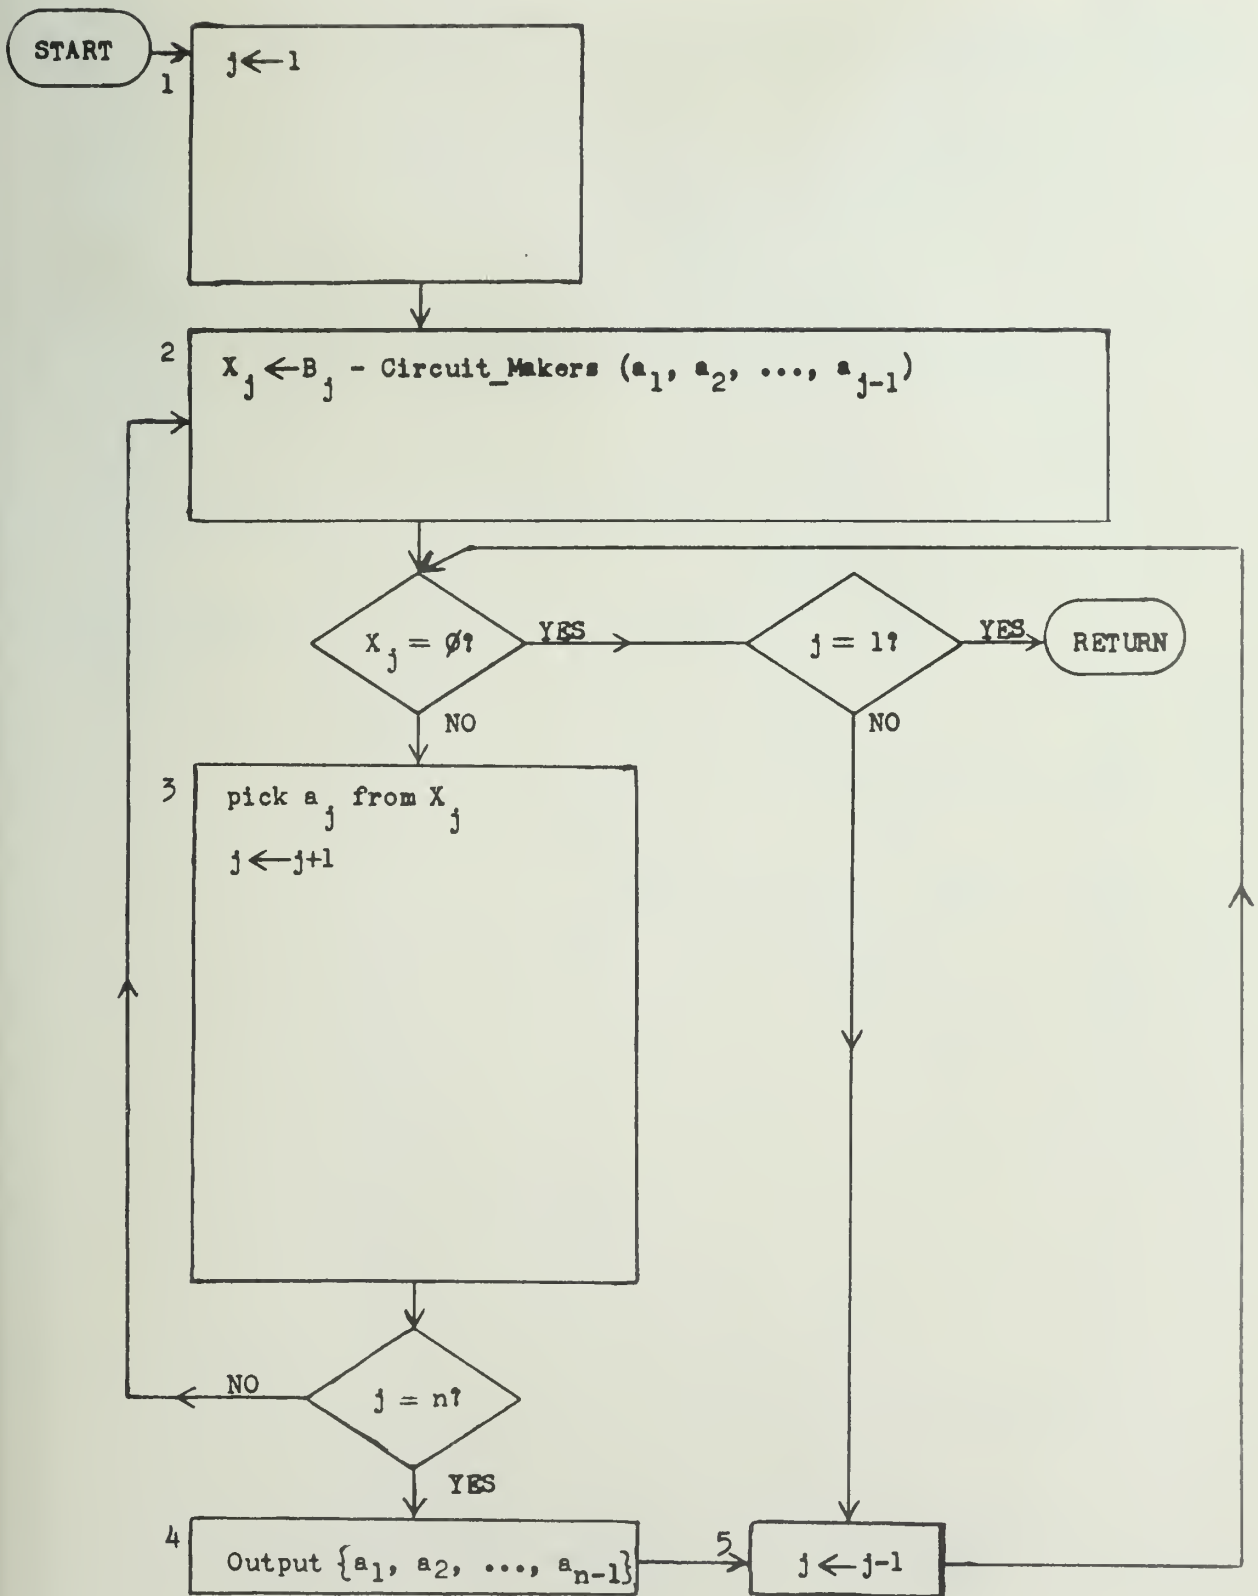 START
1
j←1
2
X_j ← B_j - Circuit_Makers (a_1, a_2, ..., a_{j-1})
X_j = Ø?
YES
j = 1?
YES
RETURN
NO
NO
3
pick a_j from X_j
j←j+1
NO
j = n?
YES
4
Output {a_1, a_2, ..., a_{n-1}}
5
j←j-1